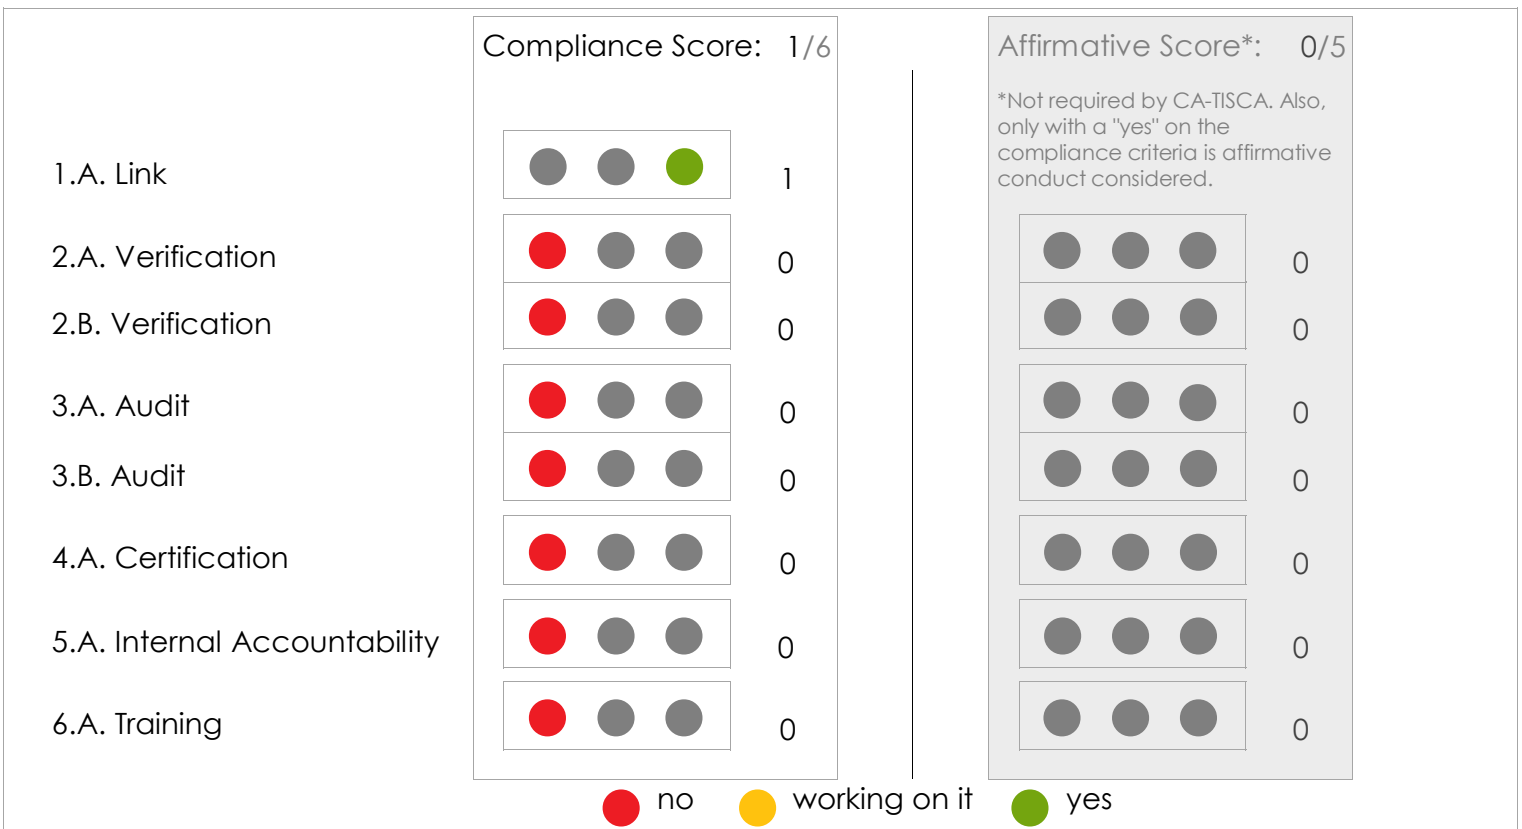 Compliance Score: 1/6
Affirmative Score*: 0/5
*Not required by CA-TISCA. Also,
only with a "yes" on the
compliance criteria is affirmative
conduct considered.
1.A. Link 1
2.A. Verification 0 0
2.B. Verification 0 0
3.A. Audit 0 0
3.B. Audit 0 0
4.A. Certification 0 0
5.A. Internal Accountability 0 0
6.A. Training 0 0
no working on it yes